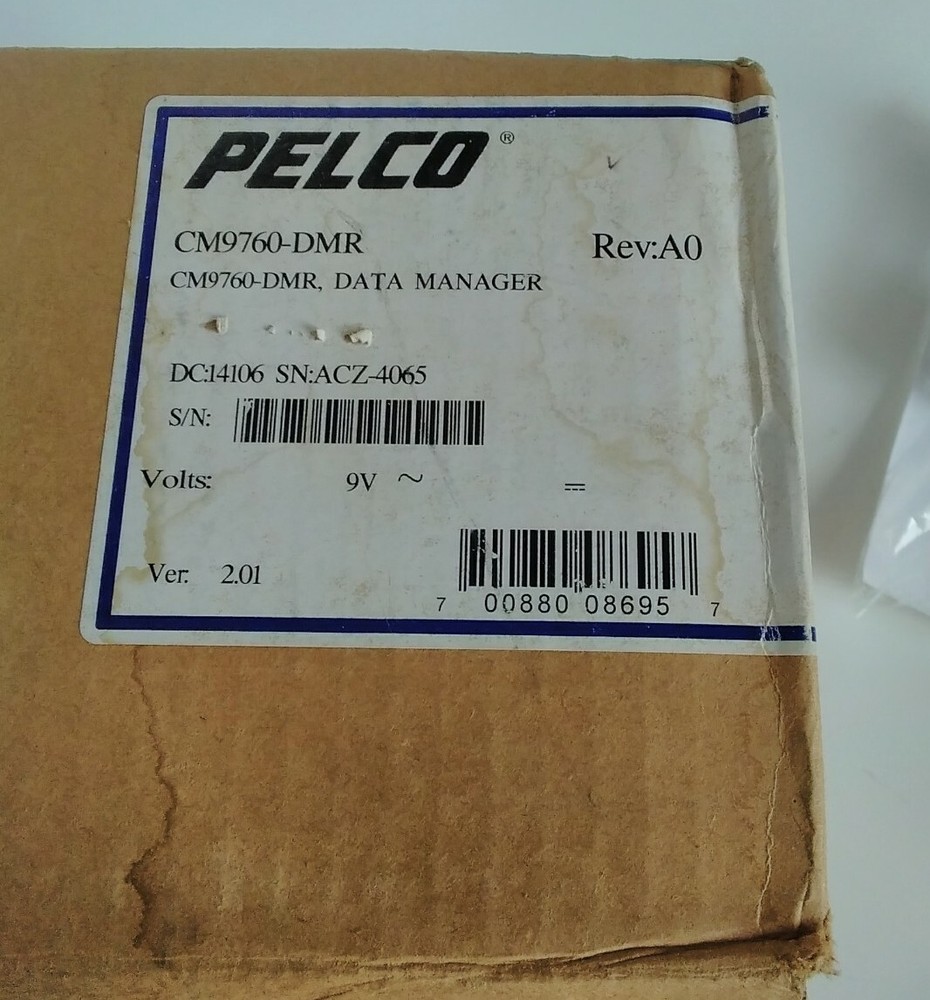 PELCO®
CM9760-DMR Rev:A0
CM9760-DMR, DATA MANAGER
DC:14106 SN:ACZ-4065
S/N:
Volts: 9V ~ ⎓
Ver: 2.01
7 00880 08695 7